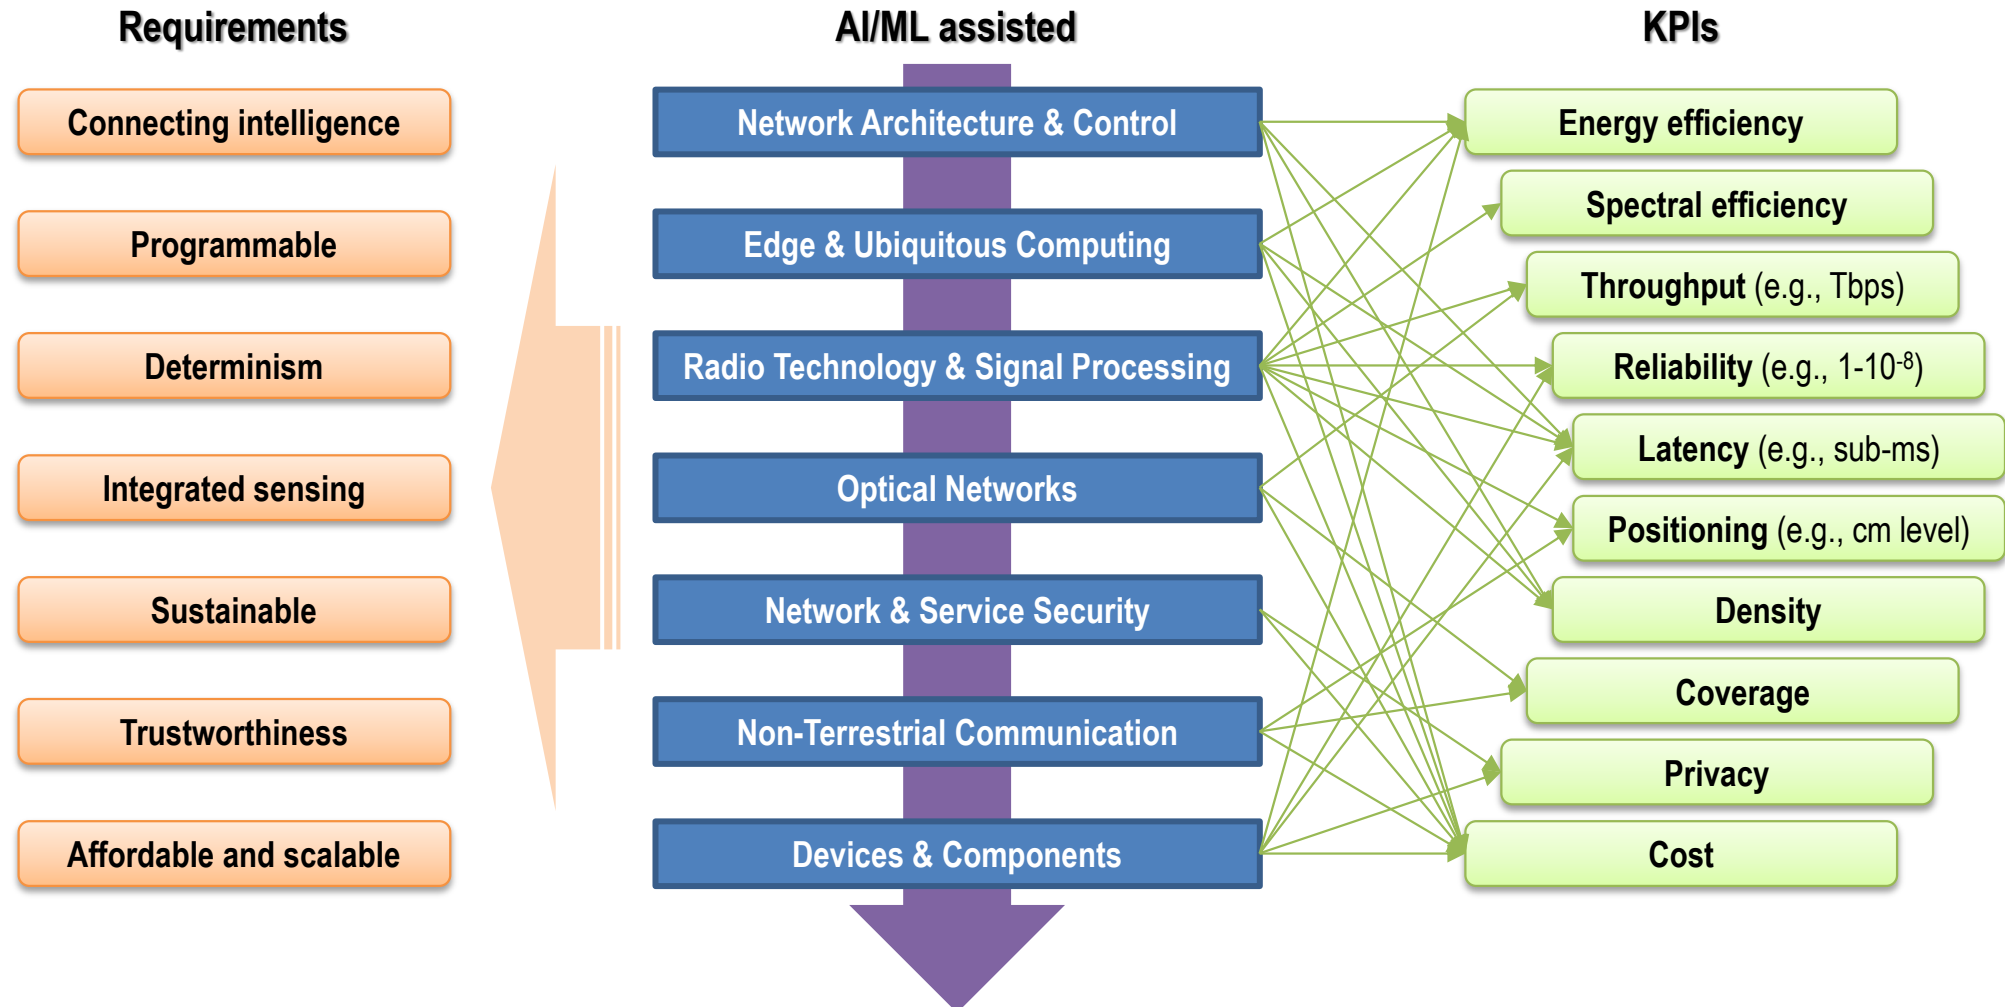 Requirements
AI/ML assisted
KPIs
Connecting intelligence
Programmable
Determinism
Integrated sensing
Sustainable
Trustworthiness
Affordable and scalable
Network Architecture & Control
Edge & Ubiquitous Computing
Radio Technology & Signal Processing
Optical Networks
Network & Service Security
Non-Terrestrial Communication
Devices & Components
Energy efficiency
Spectral efficiency
Throughput (e.g., Tbps)
Reliability (e.g., 1-10⁻⁸)
Latency (e.g., sub-ms)
Positioning (e.g., cm level)
Density
Coverage
Privacy
Cost